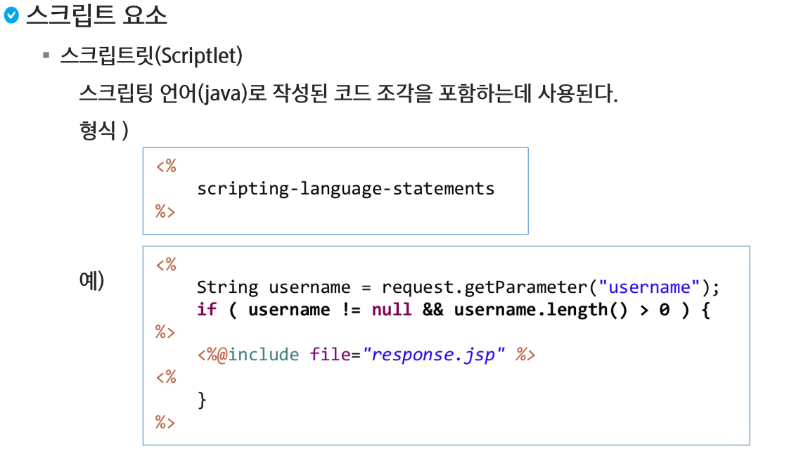 스크립트 요소
스크립트릿(Scriptlet)
스크립팅 언어(java)로 작성된 코드 조각을 포함하는데 사용된다.
형식 )
<%
scripting-language-statements
%>
예)
<%
String username = request.getParameter("username");
if ( username != null && username.length() > 0 ) {
%>
<%@include file="response.jsp" %>
<%
}
%>